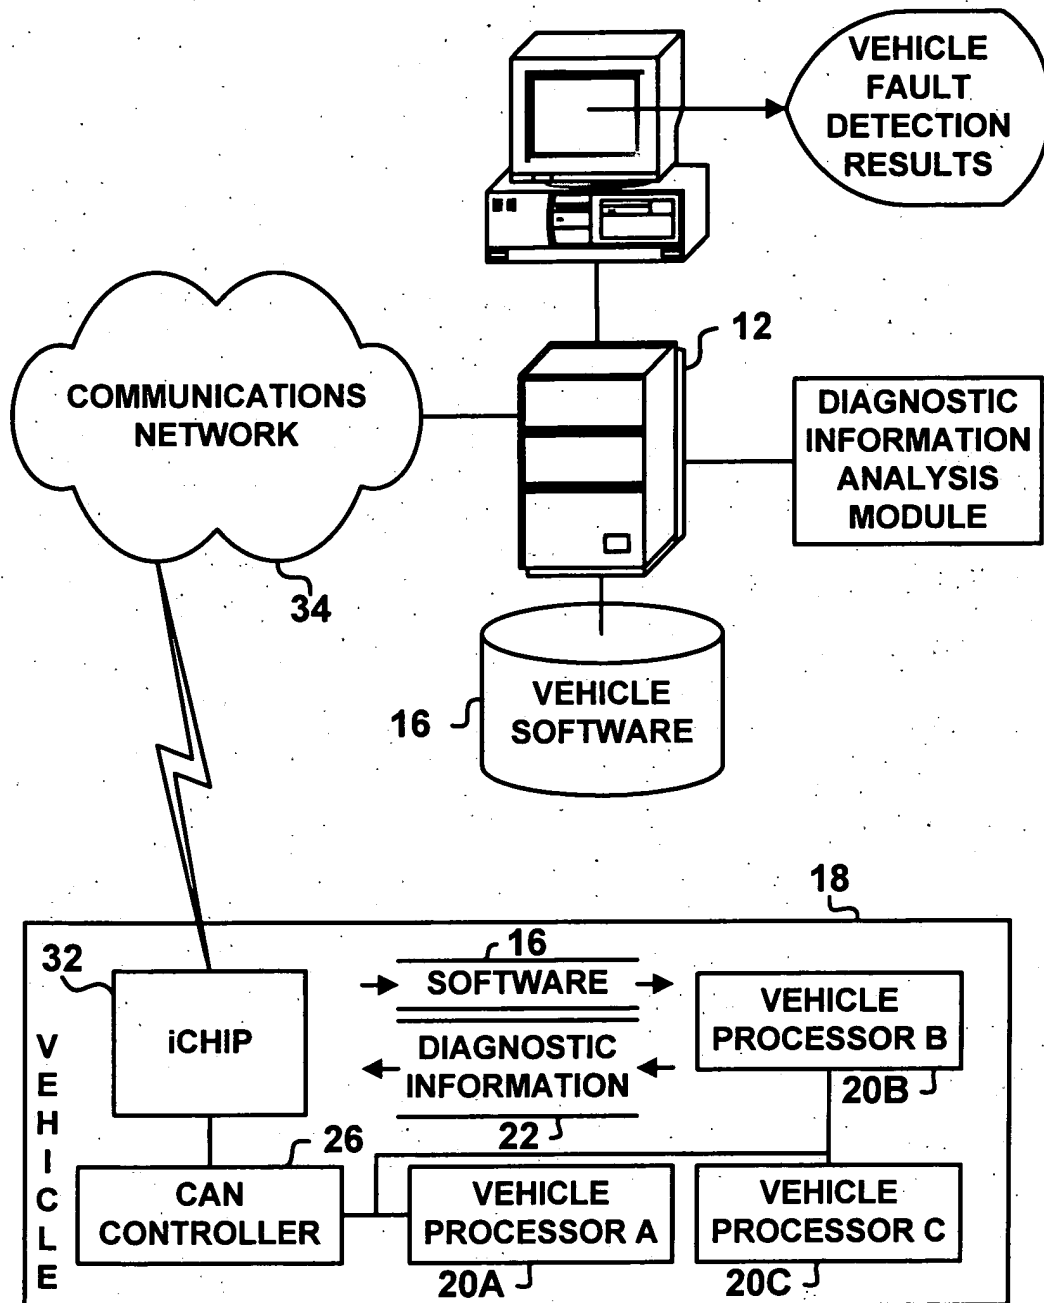 VEHICLE
FAULT
DETECTION
RESULTS
12
COMMUNICATIONS
NETWORK
DIAGNOSTIC
INFORMATION
ANALYSIS
MODULE
34
VEHICLE
SOFTWARE
16
18
VEHICLE
32
iCHIP
16
SOFTWARE
DIAGNOSTIC
INFORMATION
22
VEHICLE
PROCESSOR B
20B
26
CAN
CONTROLLER
VEHICLE
PROCESSOR A
20A
VEHICLE
PROCESSOR C
20C